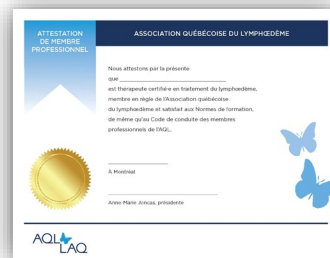 ATTESTATION
DE MEMBRE
PROFESSIONNEL
ASSOCIATION QUÉBÉCOISE DU LYMPHŒDÈME
Nous attestons par la présente
que
est thérapeute certifié·e en traitement du lymphœdème,
membre en règle de l'Association québécoise
du lymphœdème et satisfait aux Normes de formation,
de même qu'au Code de conduite des membres
professionnels de l'AQL.
À Montréal
Anne-Marie Joncas, présidente
AQL
LAQ